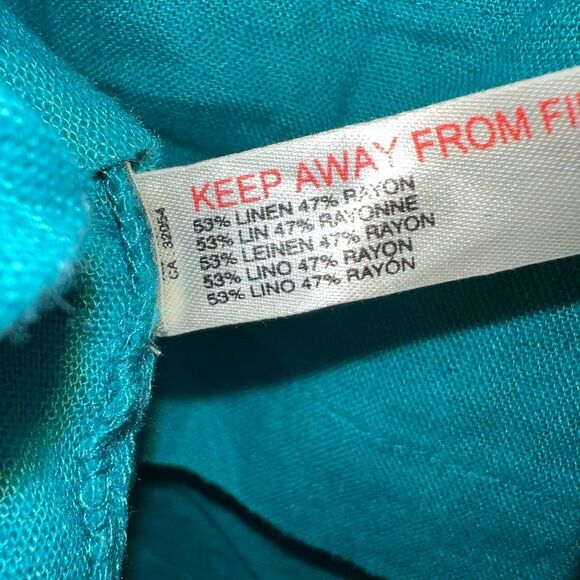 KEEP AWAY FROM FI
53% LINEN 47% RAYON
53% LIN 47% RAYONNE
53% LEINEN 47% RAYON
53% LINO 47% RAYON
53% LINO 47% RAYON
CA 32054